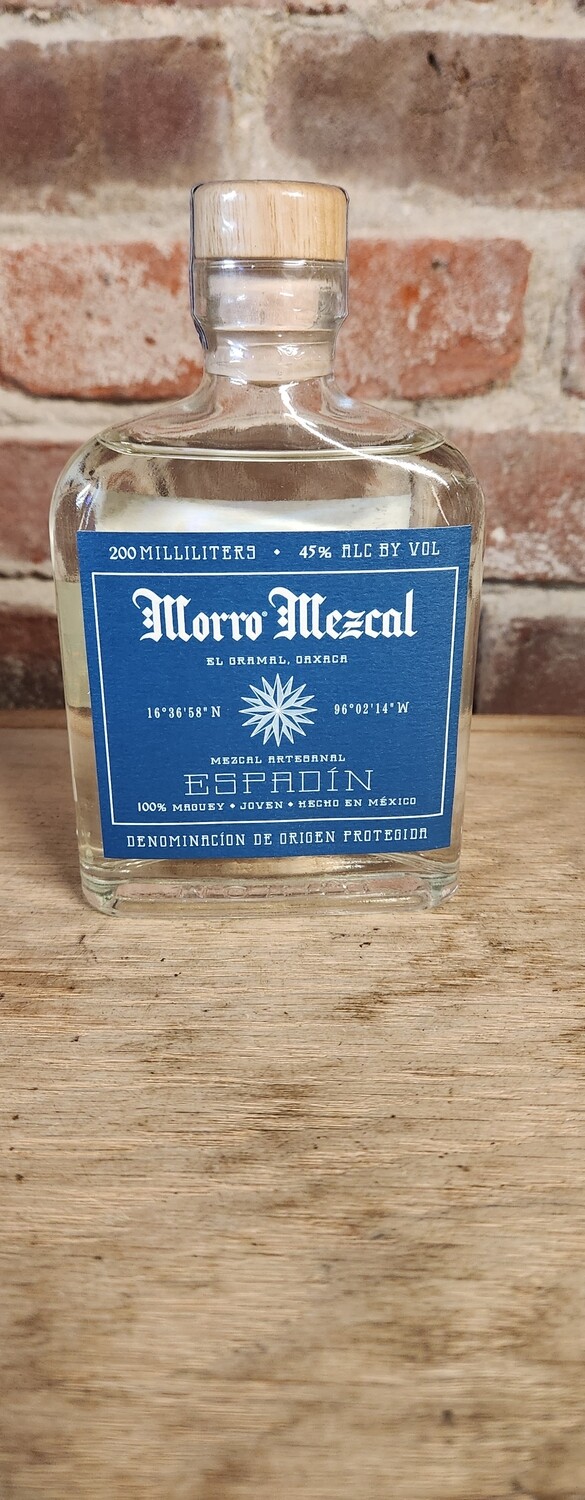 200 MILLILITERS • 45% ALC BY VOL
Morro® Mezcal
EL GRAMAL, OAXACA
16°36'58" N 96°02'14" W
MEZCAL ARTESANAL
ESPADÍN
100% MAGUEY • JOVEN • HECHO EN MÉXICO
DENOMINACÍON DE ORIGEN PROTEGIDA